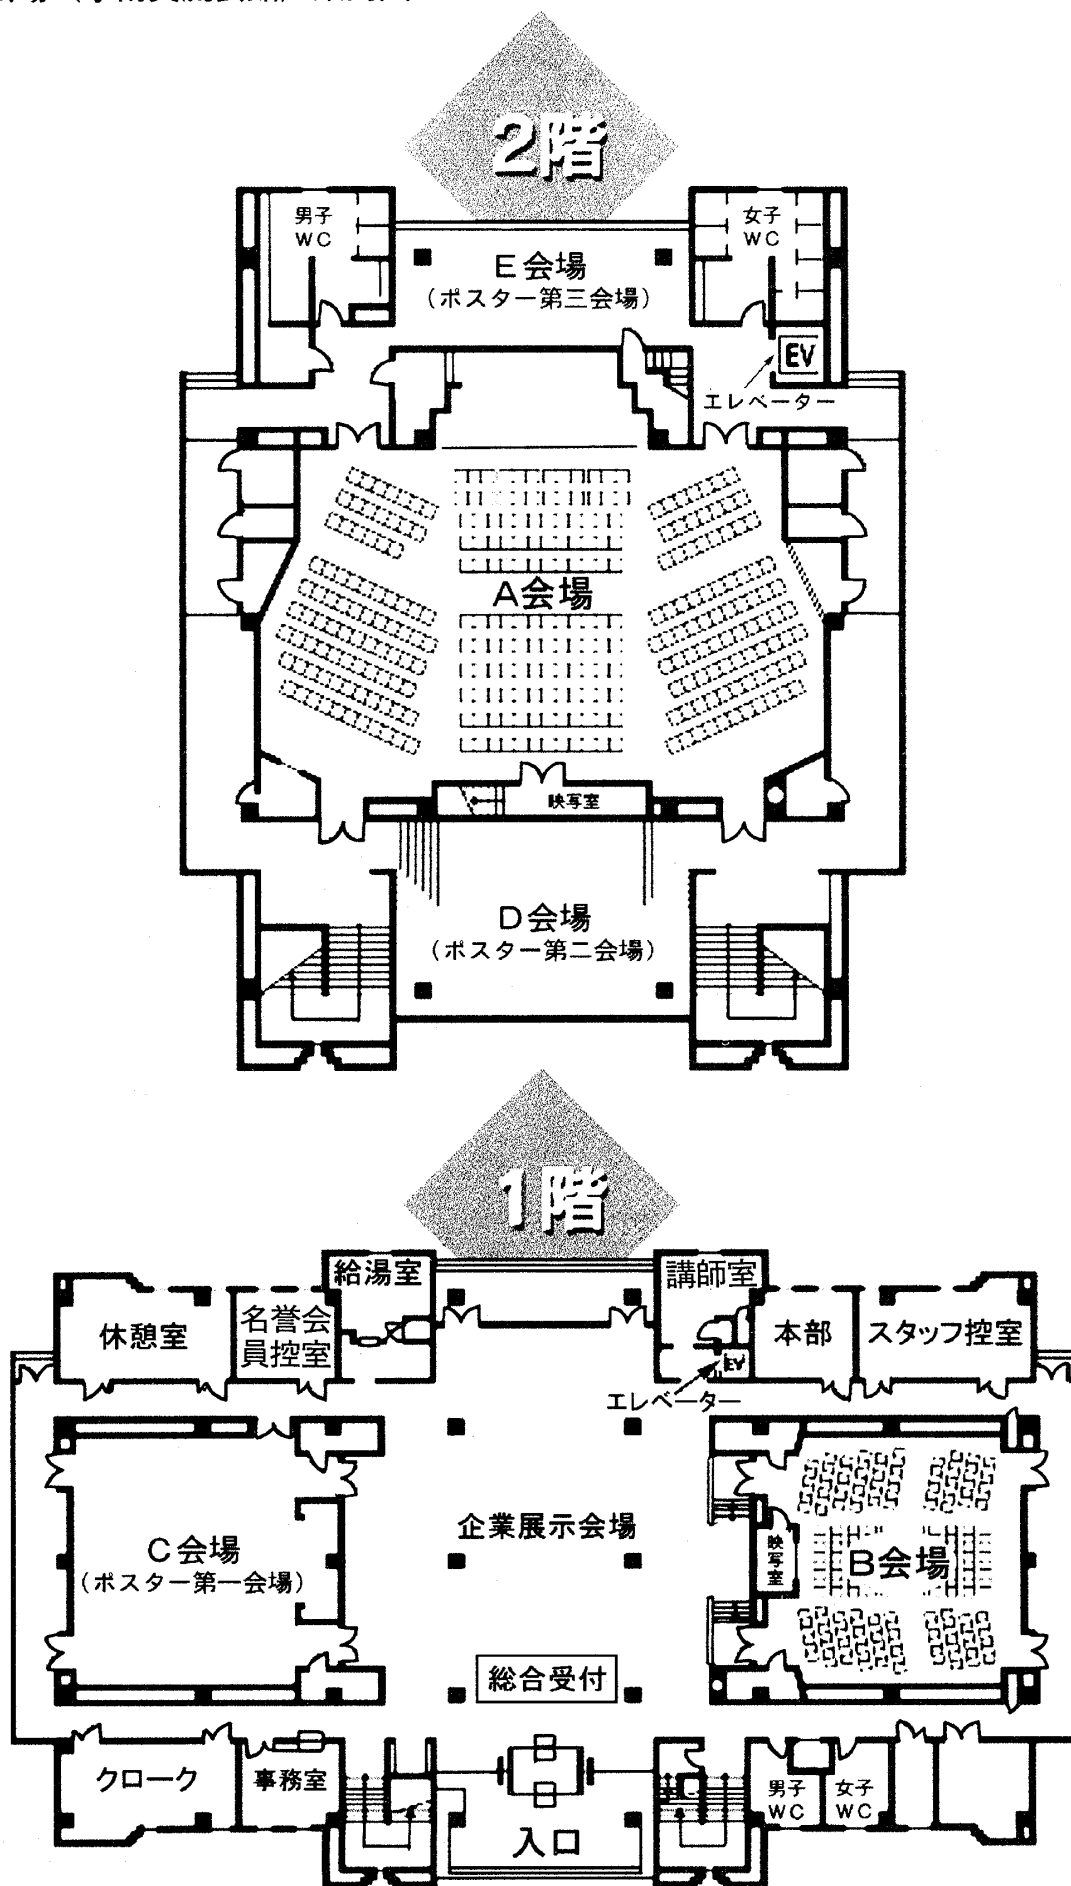 2階
男子
WC
女子
WC
E会場
(ポスター第三会場)
EV
エレベーター
A会場
映写室
D会場
(ポスター第二会場)
1階
給湯室
講師室
休憩室
名誉会
員控室
本部
スタッフ控室
EV
エレベーター
企業展示会場
C会場
(ポスター第一会場)
映写室
B会場
総合受付
クローク
事務室
男子
WC
女子
WC
入口